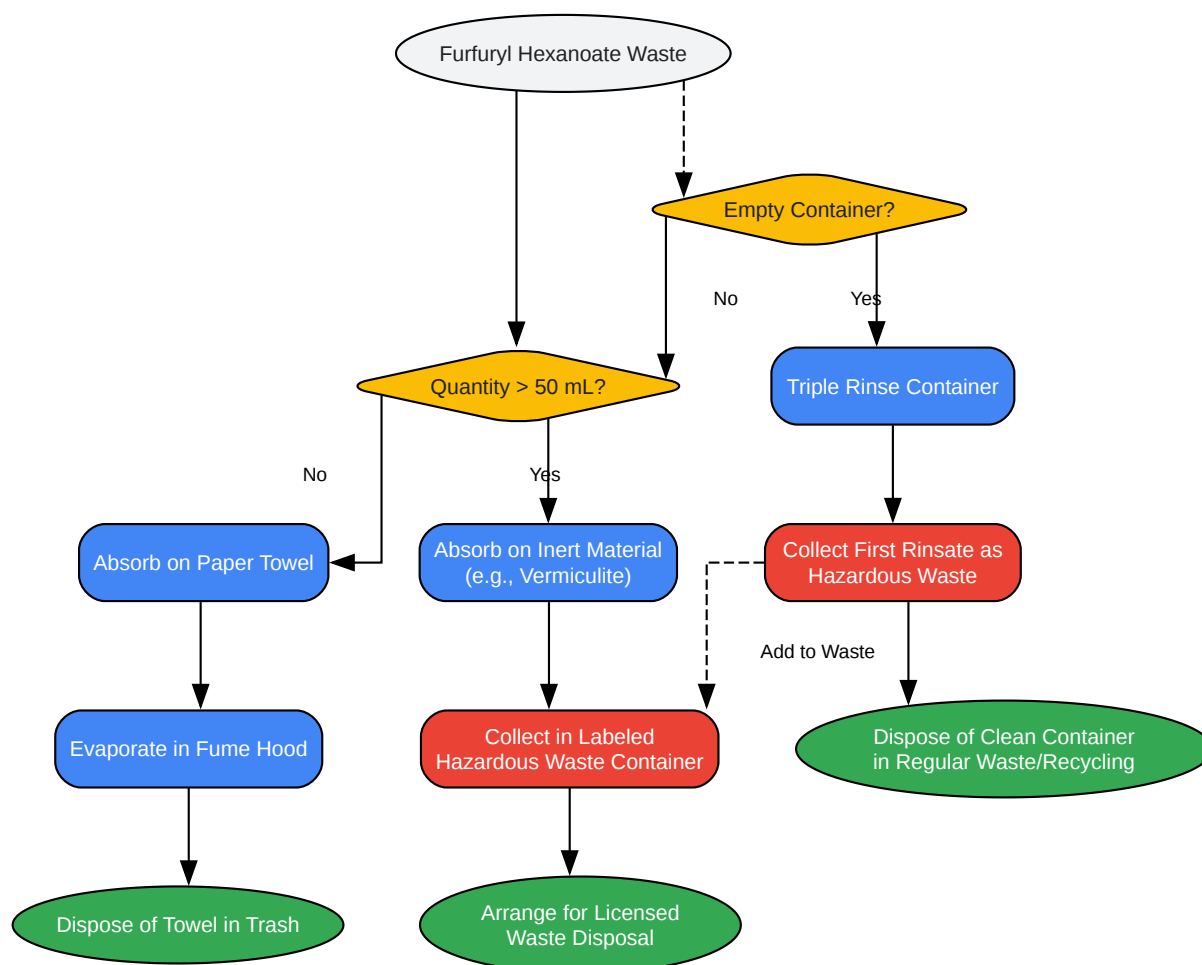 Furfuryl Hexanoate Waste
Empty Container?
No
Yes
Quantity > 50 mL?
Triple Rinse Container
No
Yes
Absorb on Paper Towel
Absorb on Inert Material
(e.g., Vermiculite)
Collect First Rinsate as
Hazardous Waste
Add to Waste
Evaporate in Fume Hood
Collect in Labeled
Hazardous Waste Container
Dispose of Clean Container
in Regular Waste/Recycling
Dispose of Towel in Trash
Arrange for Licensed
Waste Disposal